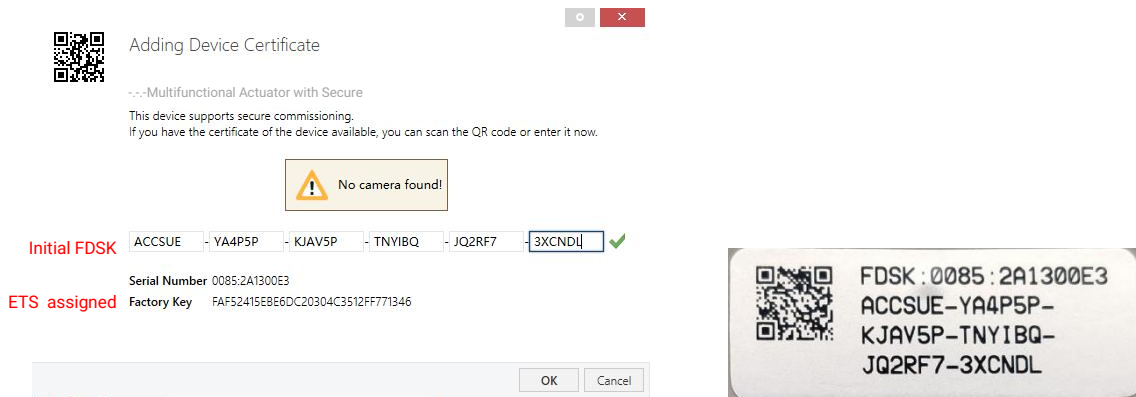 Adding Device Certificate
-.-.-Multifunctional Actuator with Secure
This device supports secure commissioning.
If you have the certificate of the device available, you can scan the QR code or enter it now.
No camera found!
Initial FDSK
ACCSUE - YA4P5P - KJAV5P - TNYIBQ - JQ2RF7 - 3XCNDL
Serial Number 0085:2A1300E3
ETS assigned
Factory Key FAF52415EBE6DC20304C3512FF771346
OK
Cancel
FDSK:0085:2A1300E3
ACCSUE-YA4P5P-
KJAV5P-TNYIBQ-
JQ2RF7-3XCNDL